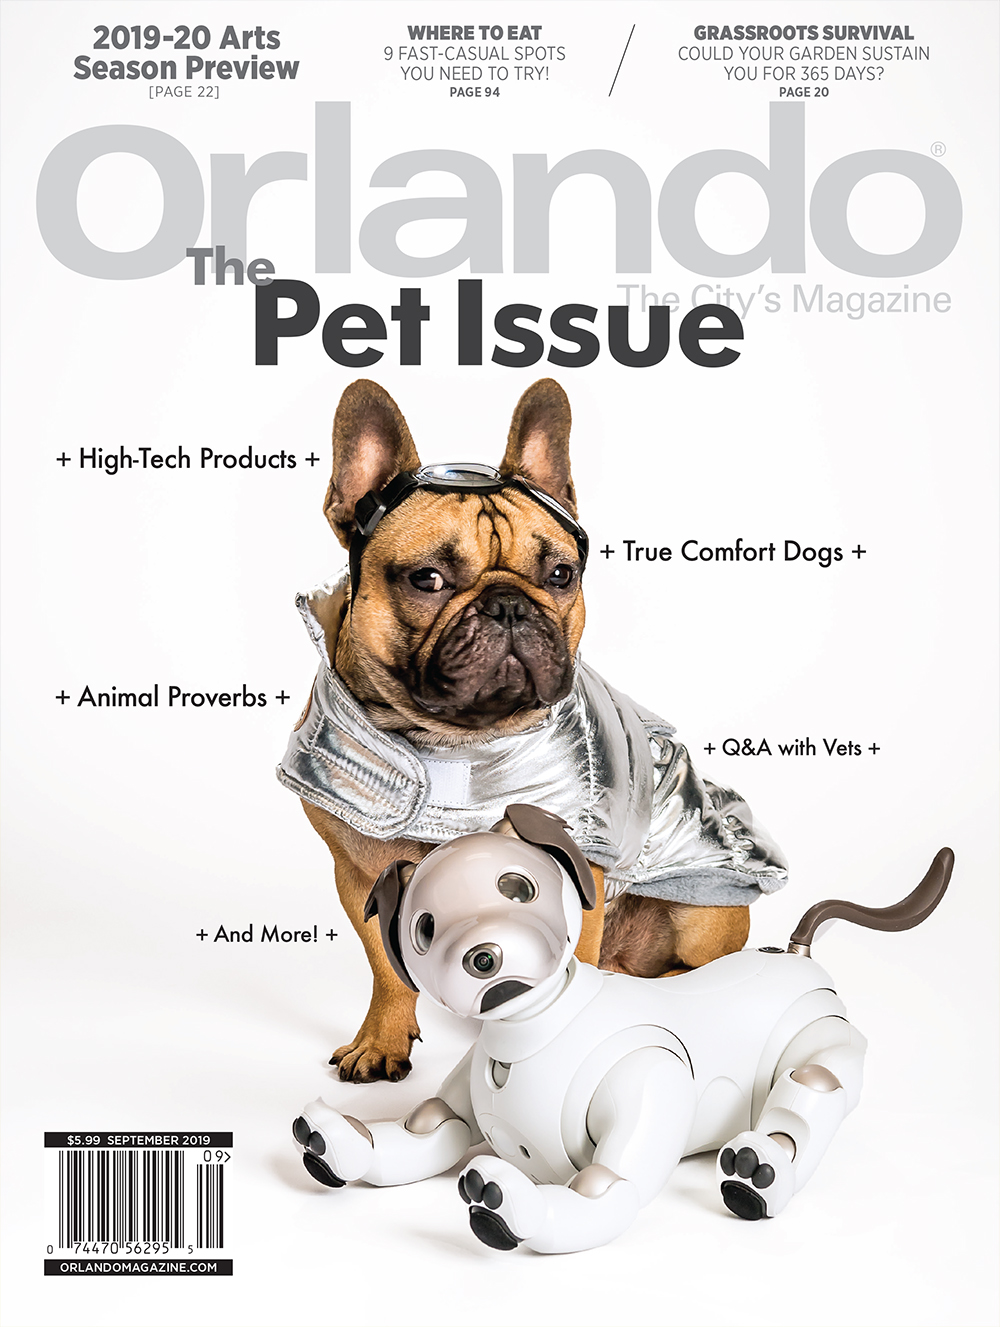 2019-20 Arts
Season Preview
[PAGE 22]
WHERE TO EAT
9 FAST-CASUAL SPOTS
YOU NEED TO TRY!
PAGE 94
GRASSROOTS SURVIVAL
COULD YOUR GARDEN SUSTAIN
YOU FOR 365 DAYS?
PAGE 20
Orlando®
The City's Magazine
The
Pet Issue
+ High-Tech Products +
+ True Comfort Dogs +
+ Animal Proverbs +
+ Q&A with Vets +
+ And More! +
$5.99 SEPTEMBER 2019
09>
0 74470 56295 5
ORLANDOMAGAZINE.COM